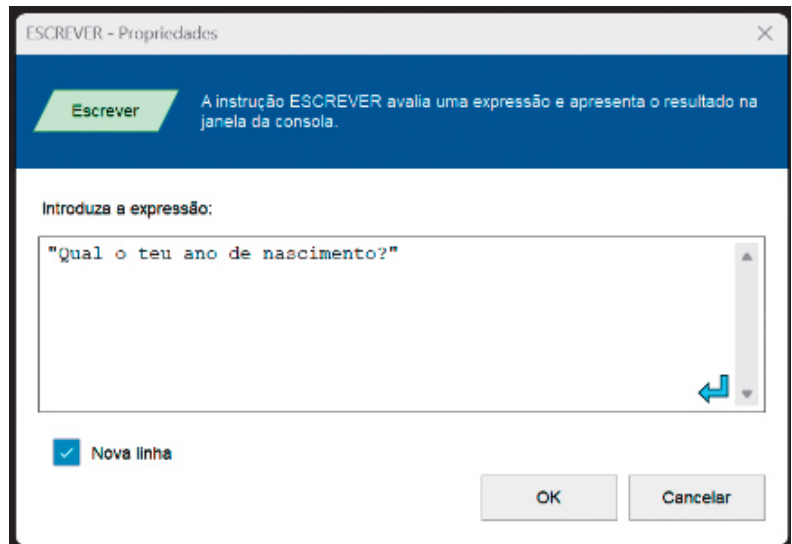 ESCREVER - Propriedades
Escrever
A instrução ESCREVER avalia uma expressão e apresenta o resultado na
janela da consola.
Introduza a expressão:
"Qual o teu ano de nascimento?"
Nova linha
OK
Cancelar